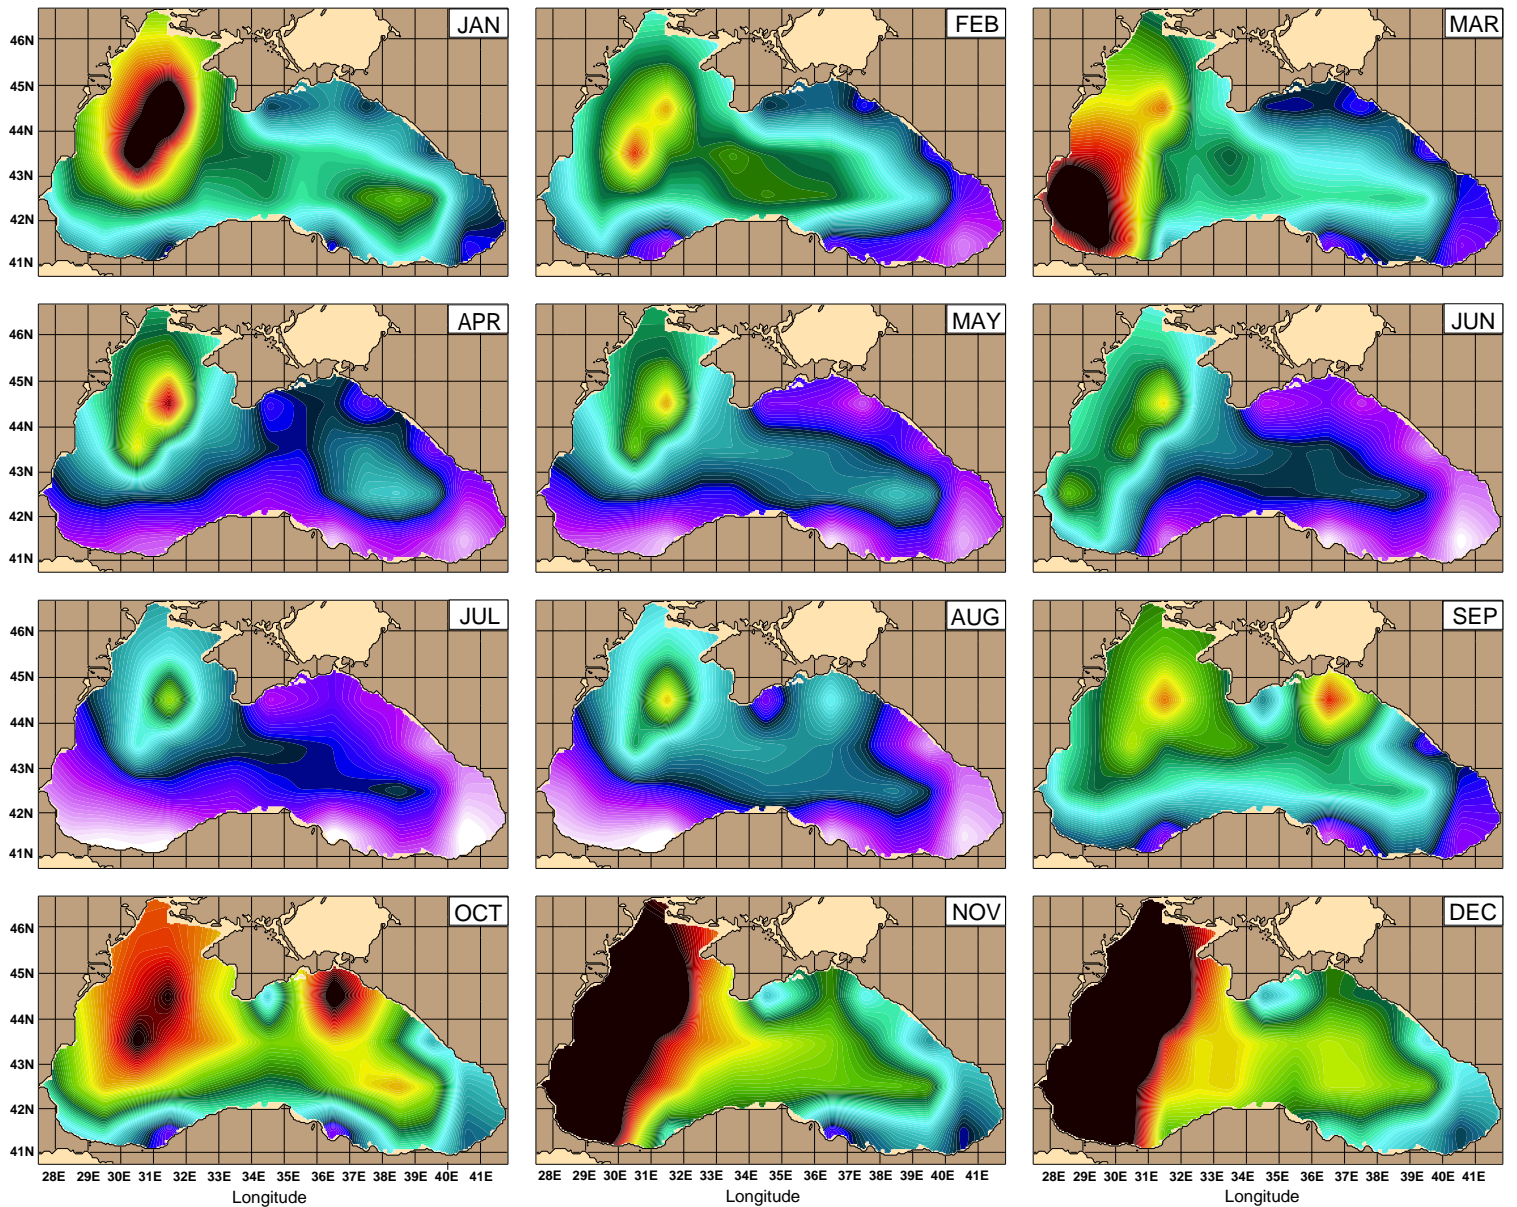 JAN FEB MAR
46N
45N
44N
43N
42N
41N
APR MAY JUN
46N
45N
44N
43N
42N
41N
JUL AUG SEP
46N
45N
44N
43N
42N
41N
OCT NOV DEC
46N
45N
44N
43N
42N
41N
28E 29E 30E 31E 32E 33E 34E 35E 36E 37E 38E 39E 40E 41E 28E 29E 30E 31E 32E 33E 34E 35E 36E 37E 38E 39E 40E 41E 28E 29E 30E 31E 32E 33E 34E 35E 36E 37E 38E 39E 40E 41E
Longitude Longitude Longitude